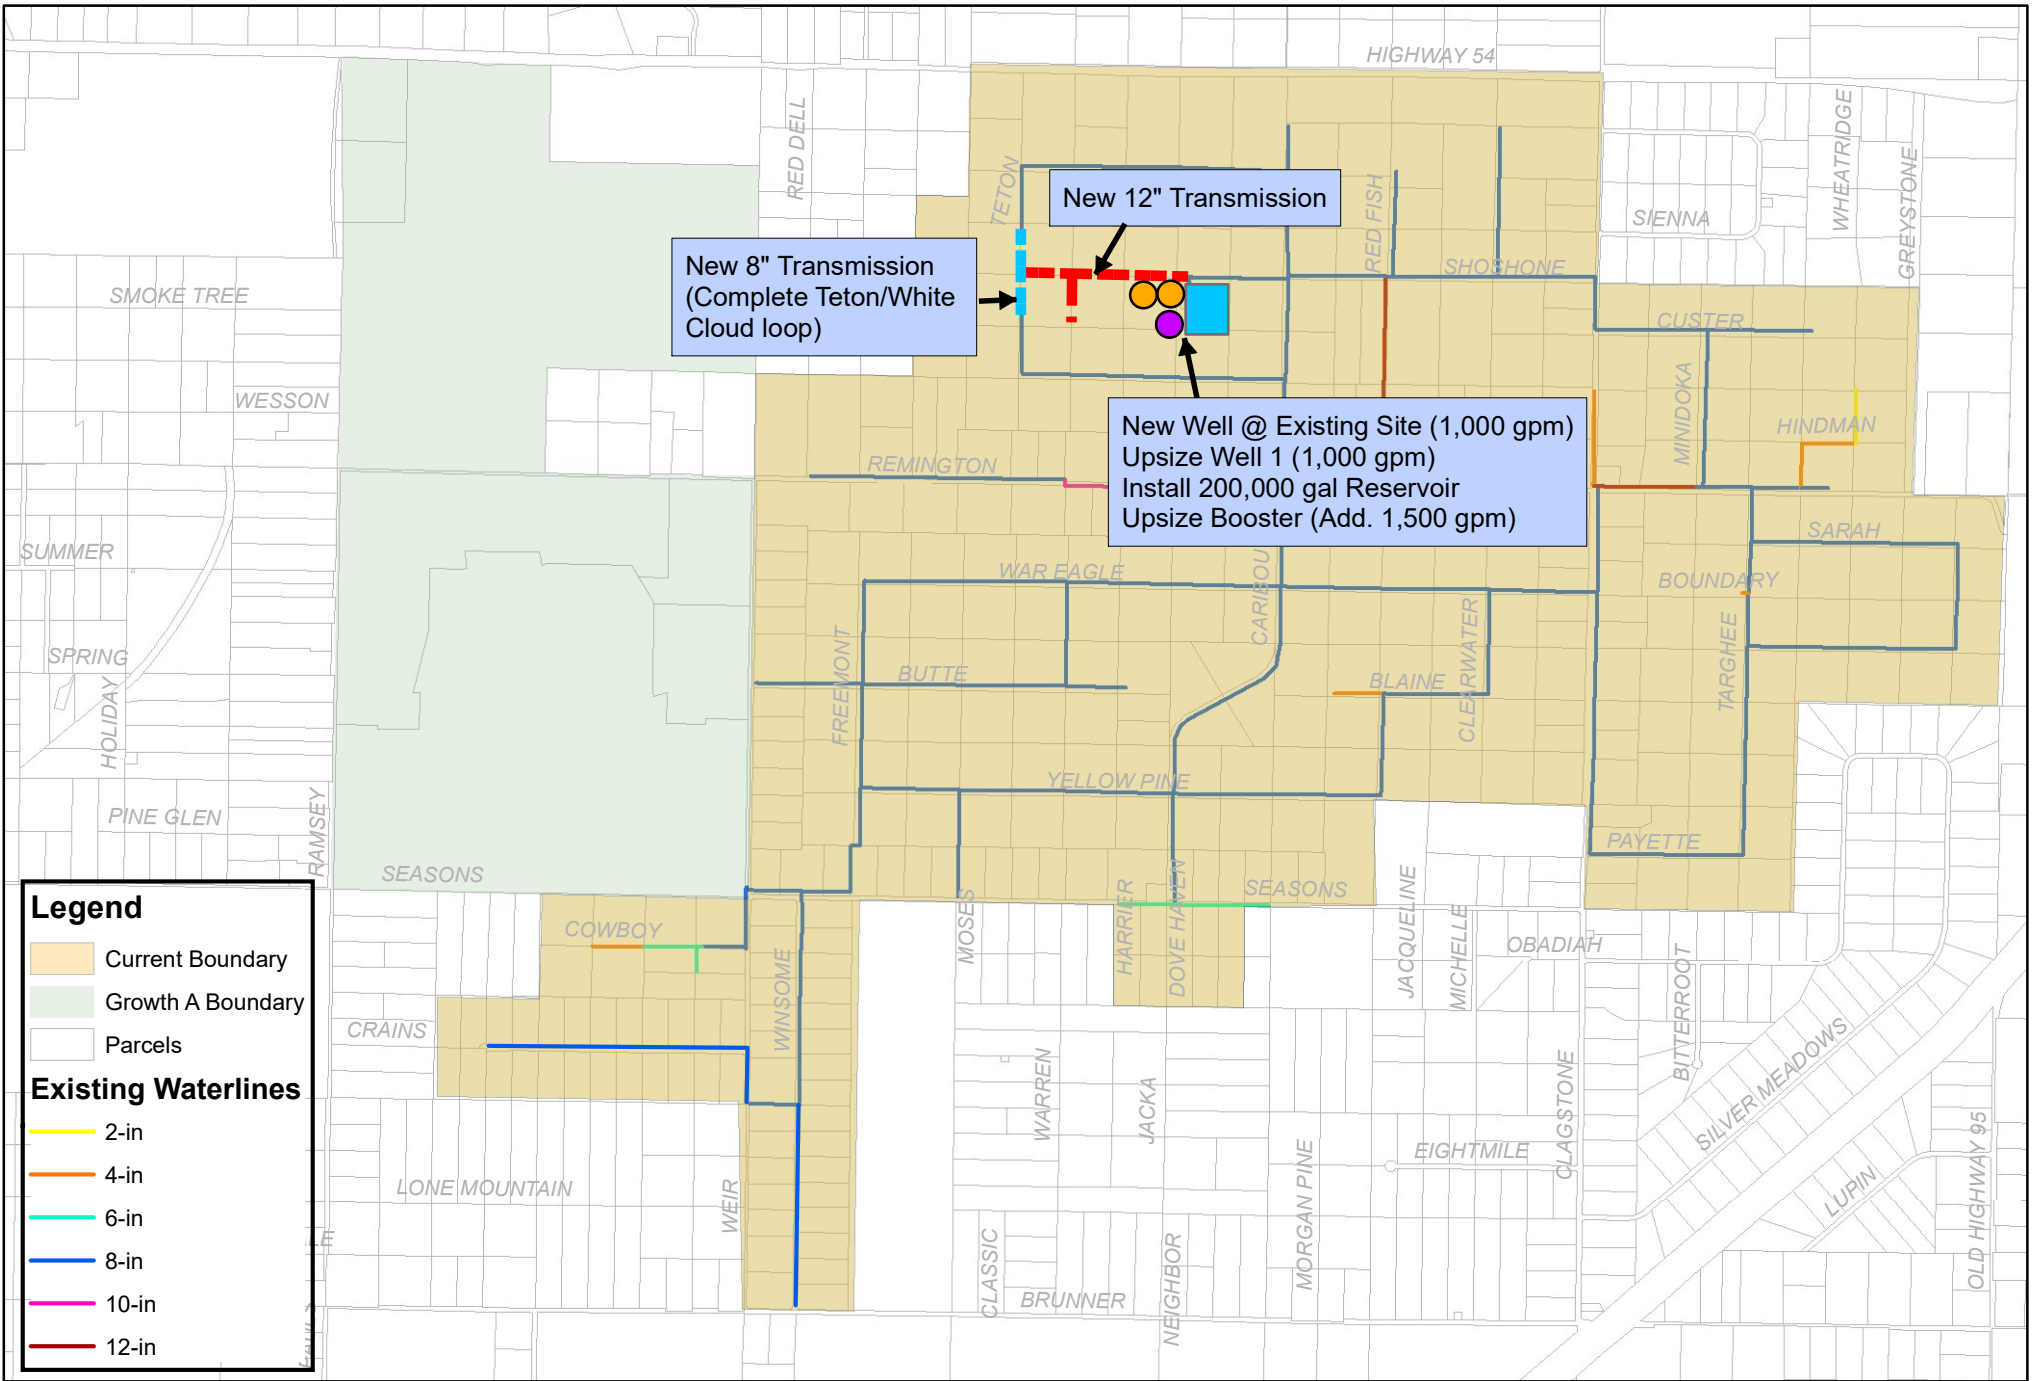 HIGHWAY 54
RED DELL
TETON
New 12" Transmission
RED FISH
SIENNA
WHEATRIDGE
GREYSTONE
New 8" Transmission
(Complete Teton/White
Cloud loop)
SHOSHONE
SMOKE TREE
CUSTER
WESSON
MINIDOKA
HINDMAN
New Well @ Existing Site (1,000 gpm)
Upsize Well 1 (1,000 gpm)
Install 200,000 gal Reservoir
Upsize Booster (Add. 1,500 gpm)
REMINGTON
SARAH
SUMMER
WAR EAGLE
CARIBOU
BOUNDARY
SPRING
HOLIDAY
FREEMONT
BUTTE
BLAINE
CLEARWATER
TARGHEE
YELLOW PINE
PINE GLEN
RAMSEY
PAYETTE
SEASONS
SEASONS
COWBOY
MOSES
HARRIER
DOVE HAVEN
JACQUELINE
MICHELLE
OBADIAH
BITTERROOT
WINSOME
CRAINS
WARREN
JACKA
CLAGSTONE
SILVER MEADOWS
EIGHTMILE
MORGAN PINE
LONE MOUNTAIN
WEIR
LUPIN
OLD HIGHWAY 95
CLASSIC
NEIGHBOR
BRUNNER
Legend
Current Boundary
Growth A Boundary
Parcels
Existing Waterlines
2-in
4-in
6-in
8-in
10-in
12-in